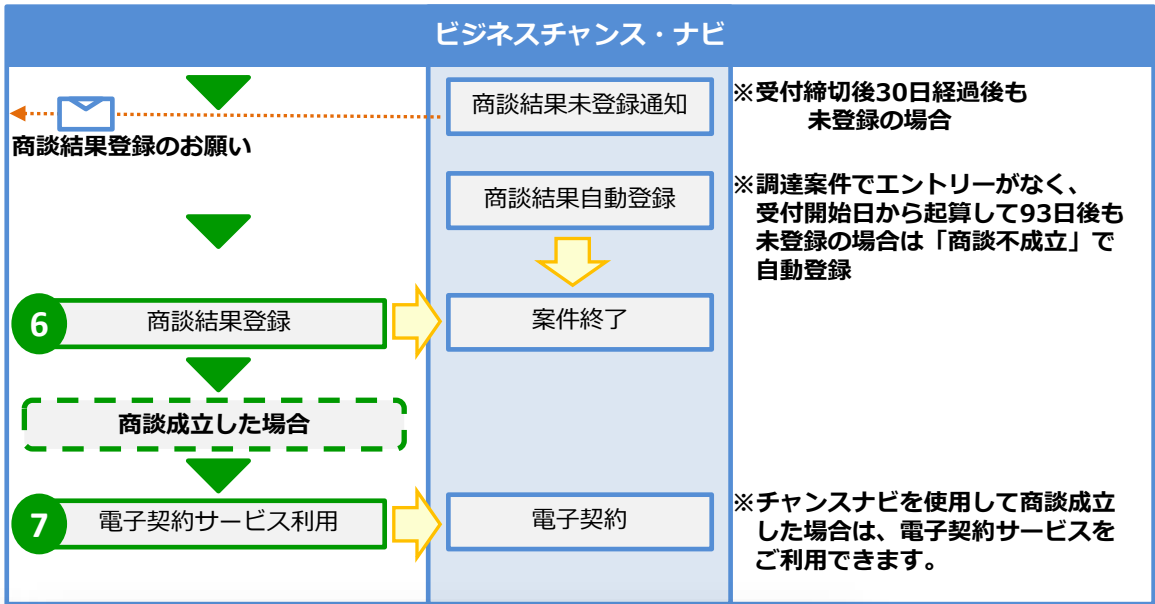 ビジネスチャンス・ナビ
商談結果未登録通知
※受付締切後30日経過後も
未登録の場合
商談結果登録のお願い
商談結果自動登録
※調達案件でエントリーがなく、
受付開始日から起算して93日後も
未登録の場合は「商談不成立」で
自動登録
6 商談結果登録
案件終了
商談成立した場合
7 電子契約サービス利用
電子契約
※チャンスナビを使用して商談成立
した場合は、電子契約サービスを
ご利用できます。